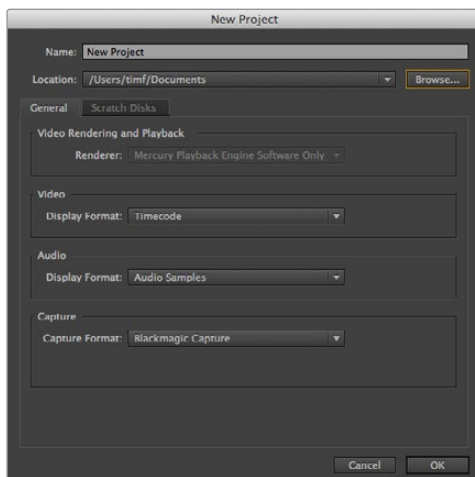 New Project
Name: New Project
Location: /Users/timf/Documents Browse...
General Scratch Disks
Video Rendering and Playback
Renderer: Mercury Playback Engine Software Only
Video
Display Format: Timecode
Audio
Display Format: Audio Samples
Capture
Capture Format: Blackmagic Capture
Cancel OK